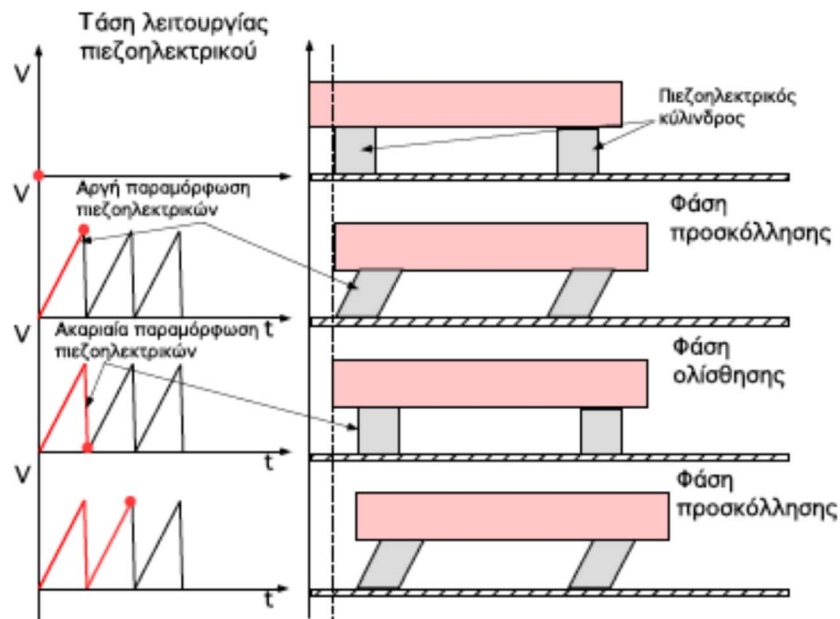 Τάση λειτουργίας
πιεζοηλεκτρικού
V
Πιεζοηλεκτρικός
κύλινδρος
V
Αργή παραμόρφωση
πιεζοηλεκτρικών
Φάση
προσκόλλησης
V
Ακαριαία παραμόρφωση
t
πιεζοηλεκτρικών
Φάση
ολίσθησης
V
t
Φάση
προσκόλλησης
t